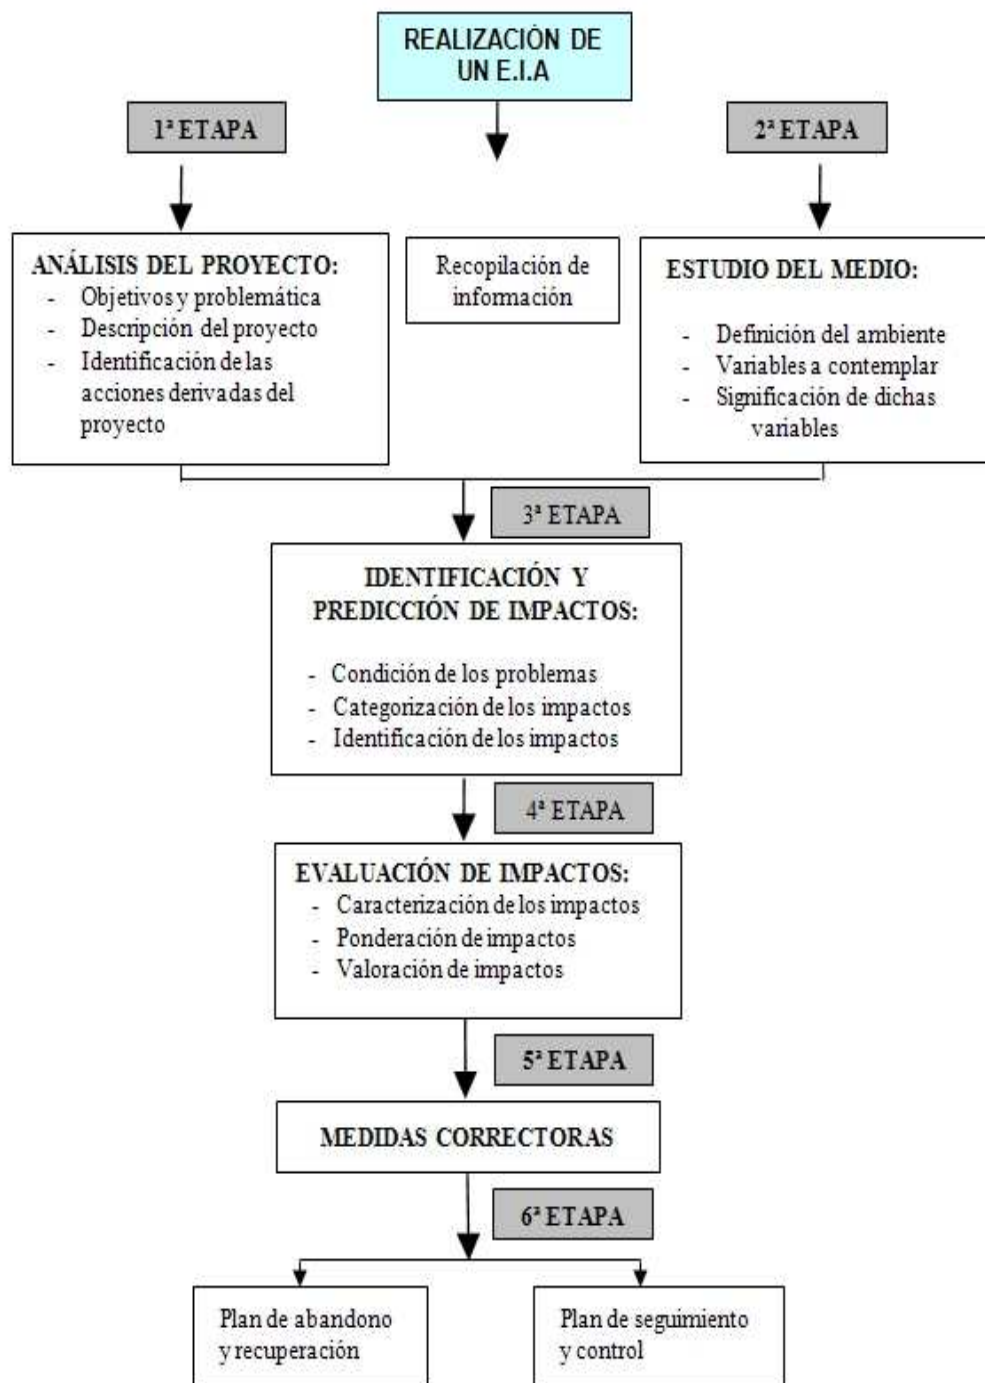 REALIZACIÓN DE
UN E.I.A
1ª ETAPA
2ª ETAPA
ANÁLISIS DEL PROYECTO:
- Objetivos y problemática
- Descripción del proyecto
- Identificación de las
acciones derivadas del
proyecto
Recopilación de
información
ESTUDIO DEL MEDIO:
- Definición del ambiente
- Variables a contemplar
- Significación de dichas
variables
3ª ETAPA
IDENTIFICACIÓN Y
PREDICCIÓN DE IMPACTOS:
- Condición de los problemas
- Categorización de los impactos
- Identificación de los impactos
4ª ETAPA
EVALUACIÓN DE IMPACTOS:
- Caracterización de los impactos
- Ponderación de impactos
- Valoración de impactos
5ª ETAPA
MEDIDAS CORRECTORAS
6ª ETAPA
Plan de abandono
y recuperación
Plan de seguimiento
y control